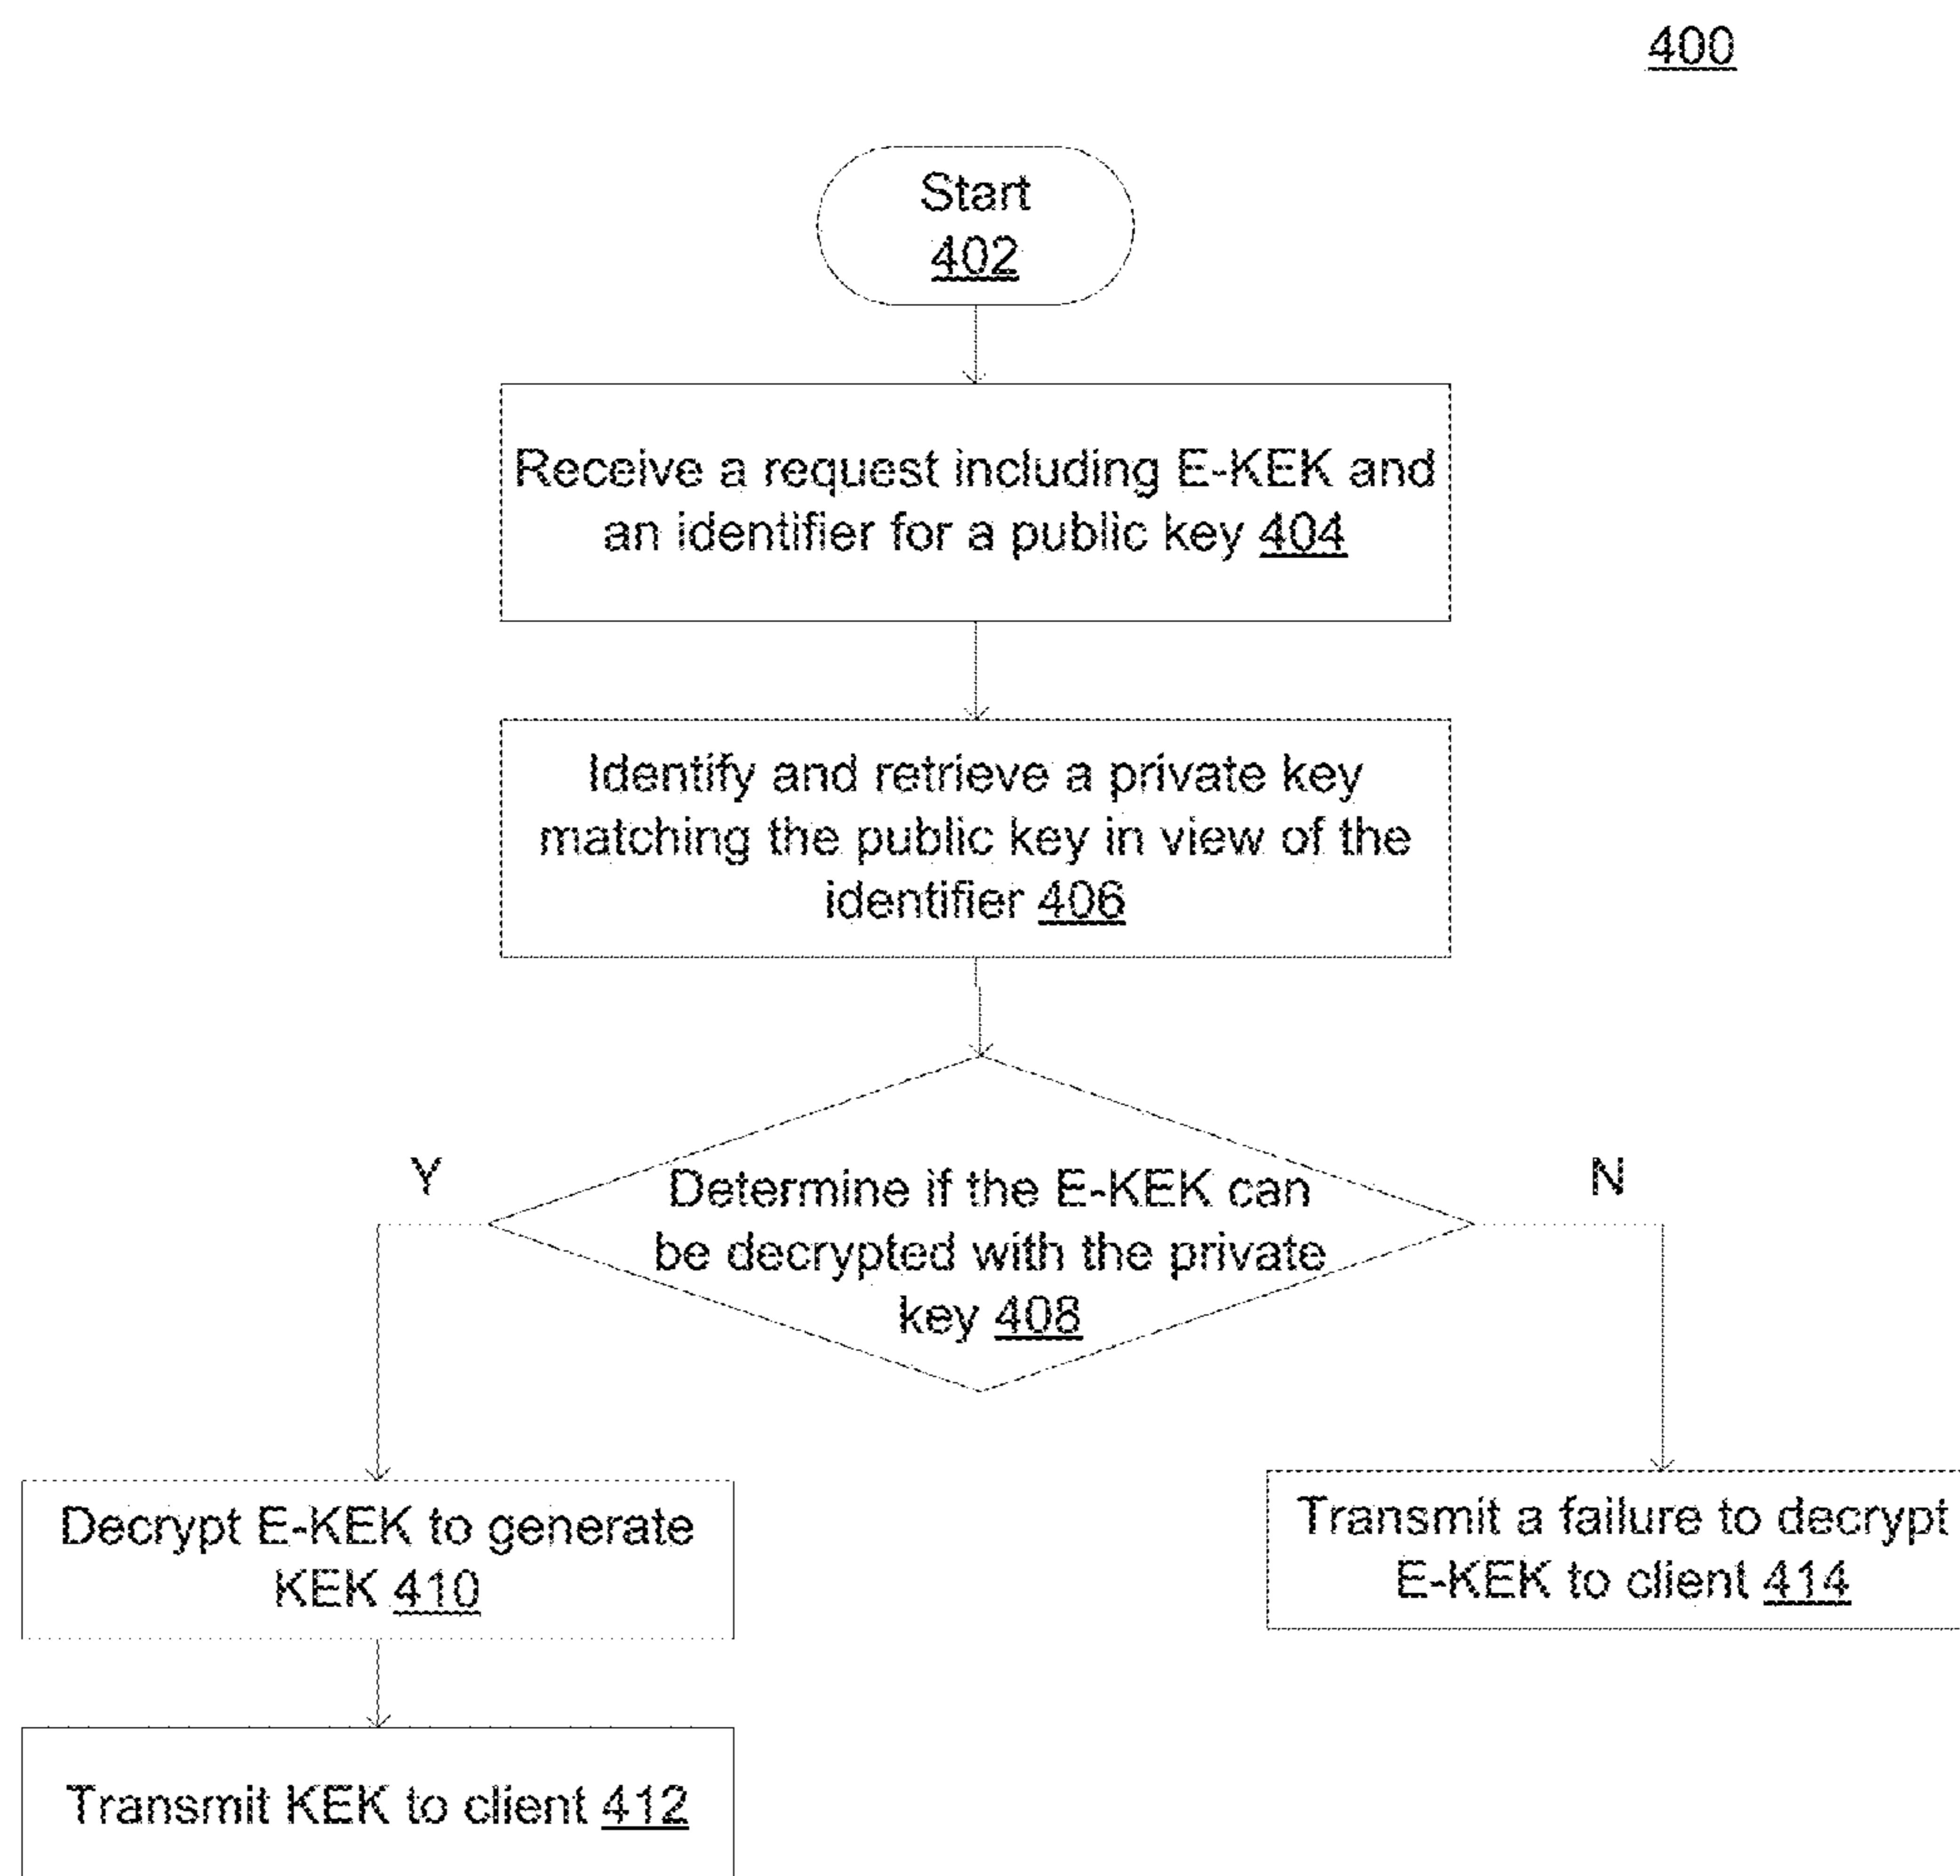 400
Start
402
Receive a request including E-KEK and
an identifier for a public key 404
Identify and retrieve a private key
matching the public key in view of the
identifier 406
Y
N
Determine if the E-KEK can
be decrypted with the private
key 408
Decrypt E-KEK to generate
KEK 410
Transmit a failure to decrypt
E-KEK to client 414
Transmit KEK to client 412